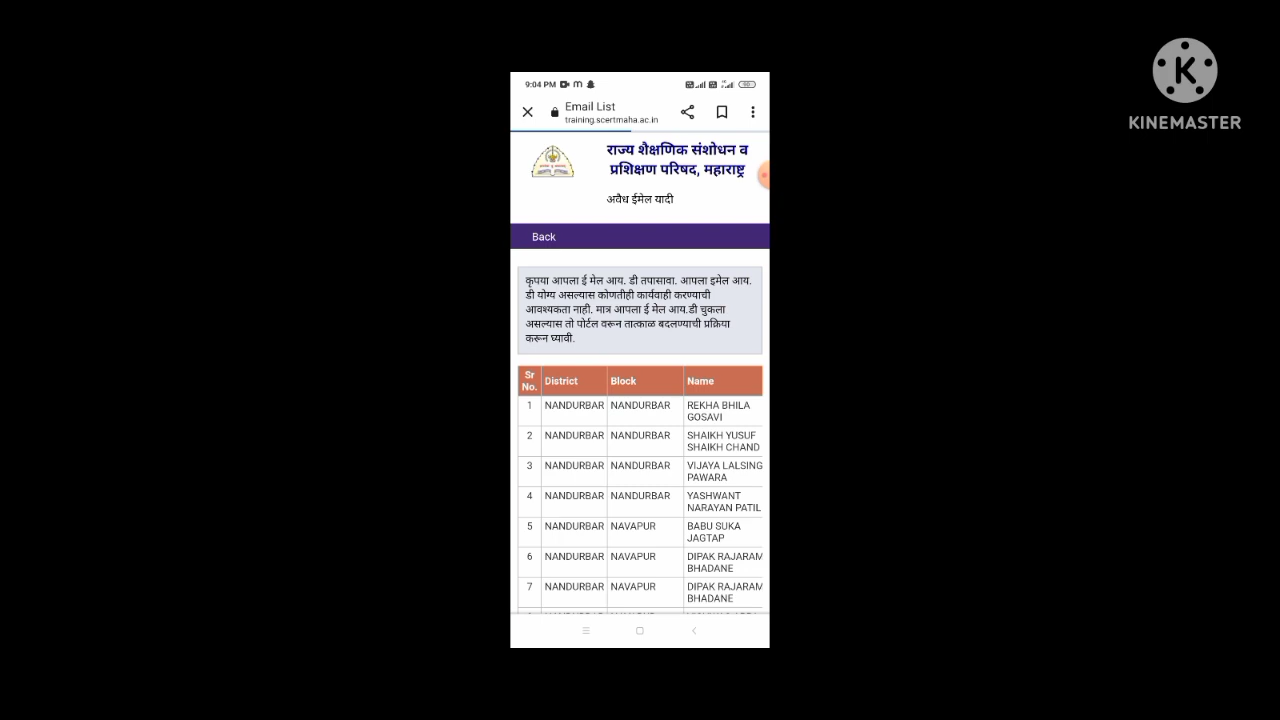 KINEMASTER
9:04 PM
Email List
training.scertmaha.ac.in
राज्य शैक्षणिक संशोधन व
प्रशिक्षण परिषद, महाराष्ट्र
अवैध ईमेल यादी
Back
कृपया आपला ई मेल आय. डी तपासावा. आपला इमेल आय.
डी योग्य असल्यास कोणतीही कार्यवाही करण्याची
आवश्यकता नाही. मात्र आपला ई मेल आय.डी चुकला
असल्यास तो पोर्टल वरून तात्काळ बदलण्याची प्रक्रिया
करून घ्यावी.
Sr No. District Block Name
1 NANDURBAR NANDURBAR REKHA BHILA
GOSAVI
2 NANDURBAR NANDURBAR SHAIKH YUSUF
SHAIKH CHAND
3 NANDURBAR NANDURBAR VIJAYA LALSING
PAWARA
4 NANDURBAR NANDURBAR YASHWANT
NARAYAN PATIL
5 NANDURBAR NAVAPUR BABU SUKA
JAGTAP
6 NANDURBAR NAVAPUR DIPAK RAJARAM
BHADANE
7 NANDURBAR NAVAPUR DIPAK RAJARAM
BHADANE